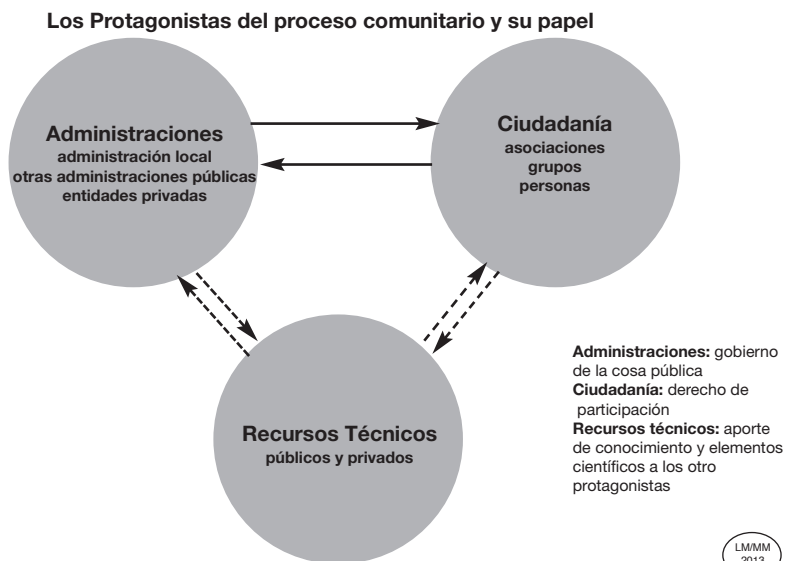 Los Protagonistas del proceso comunitario y su papel
Administraciones
administración local
otras administraciones públicas
entidades privadas
Ciudadanía
asociaciones
grupos
personas
Recursos Técnicos
públicos y privados
Administraciones: gobierno
de la cosa pública
Ciudadanía: derecho de
participación
Recursos técnicos: aporte
de conocimiento y elementos
científicos a los otro
protagonistas
LM/MM
2013